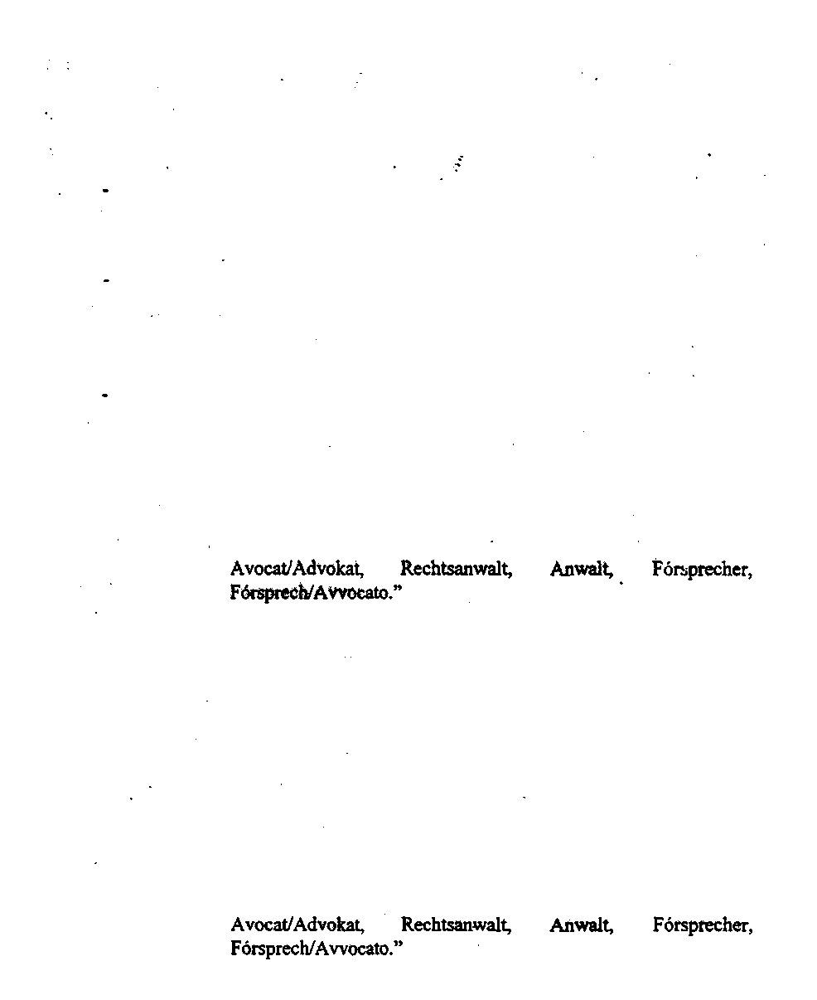 Avocat/Advokat, Rechtsanwalt, Anwalt, Fórsprecher,
Fórsprech/Avvocato.”
Avocat/Advokat, Rechtsanwalt, Anwalt, Fórsprecher,
Fórsprech/Avvocato.”